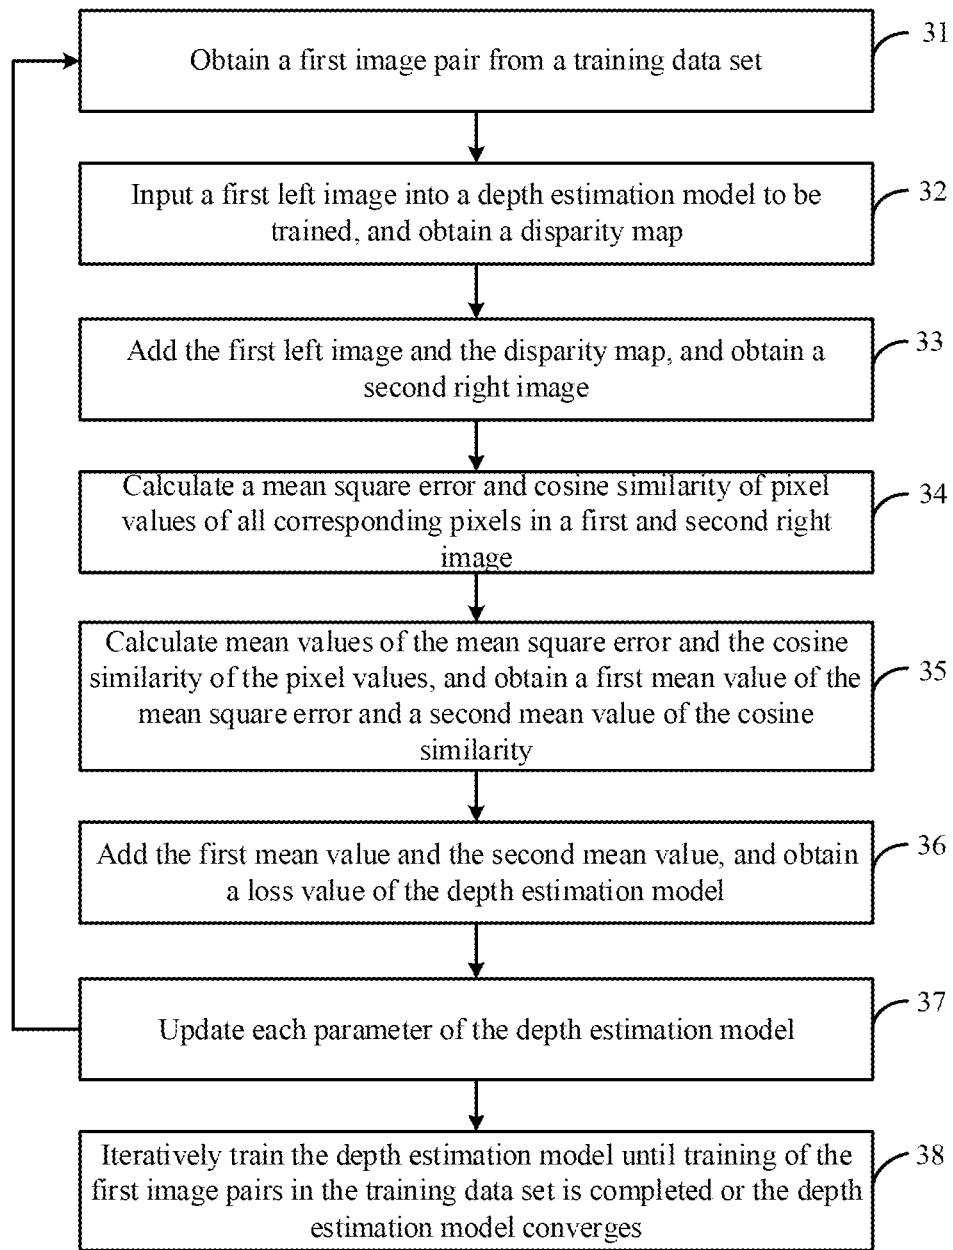 Obtain a first image pair from a training data set
31
Input a first left image into a depth estimation model to be
trained, and obtain a disparity map
32
Add the first left image and the disparity map, and obtain a
second right image
33
Calculate a mean square error and cosine similarity of pixel
values of all corresponding pixels in a first and second right
image
34
Calculate mean values of the mean square error and the cosine
similarity of the pixel values, and obtain a first mean value of the
mean square error and a second mean value of the cosine
similarity
35
Add the first mean value and the second mean value, and obtain
a loss value of the depth estimation model
36
Update each parameter of the depth estimation model
37
Iteratively train the depth estimation model until training of the
first image pairs in the training data set is completed or the depth
estimation model converges
38